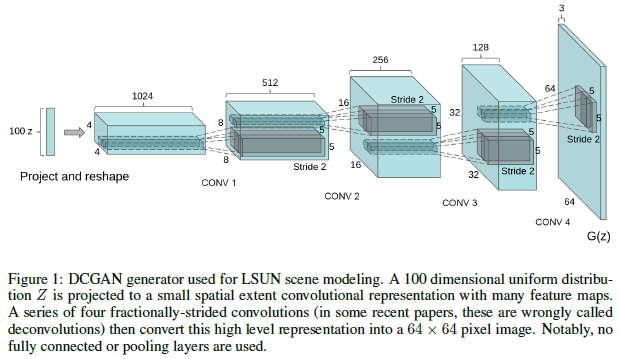 3
128
256
512
1024
64
16
Stride 2
5
5
32
5
5
Stride 2
100 z
4
8
5
5
4
8
Stride 2
16
5
5
32
Stride 2
64
Project and reshape
CONV 1
CONV 2
CONV 3
CONV 4
G(z)
Figure 1: DCGAN generator used for LSUN scene modeling. A 100 dimensional uniform distribu-
tion Z is projected to a small spatial extent convolutional representation with many feature maps.
A series of four fractionally-strided convolutions (in some recent papers, these are wrongly called
deconvolutions) then convert this high level representation into a 64 × 64 pixel image. Notably, no
fully connected or pooling layers are used.